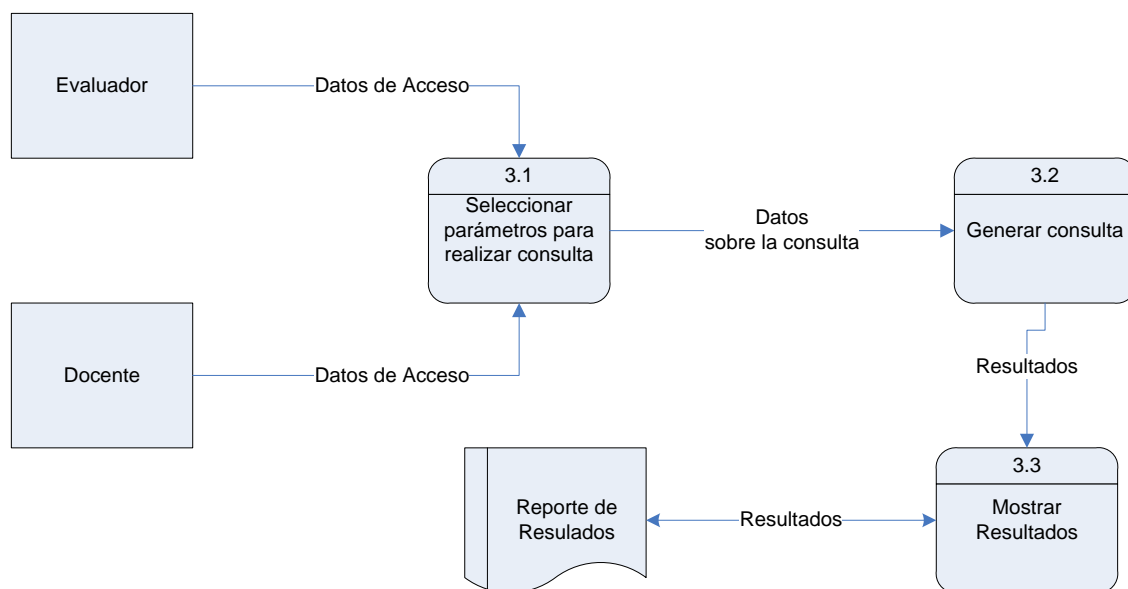 Evaluador
Datos de Acceso
3.1
Seleccionar
parámetros para
realizar consulta
Datos
sobre la consulta
3.2
Generar consulta
Docente
Datos de Acceso
Resultados
3.3
Mostrar
Resultados
Resultados
Reporte de
Resulados